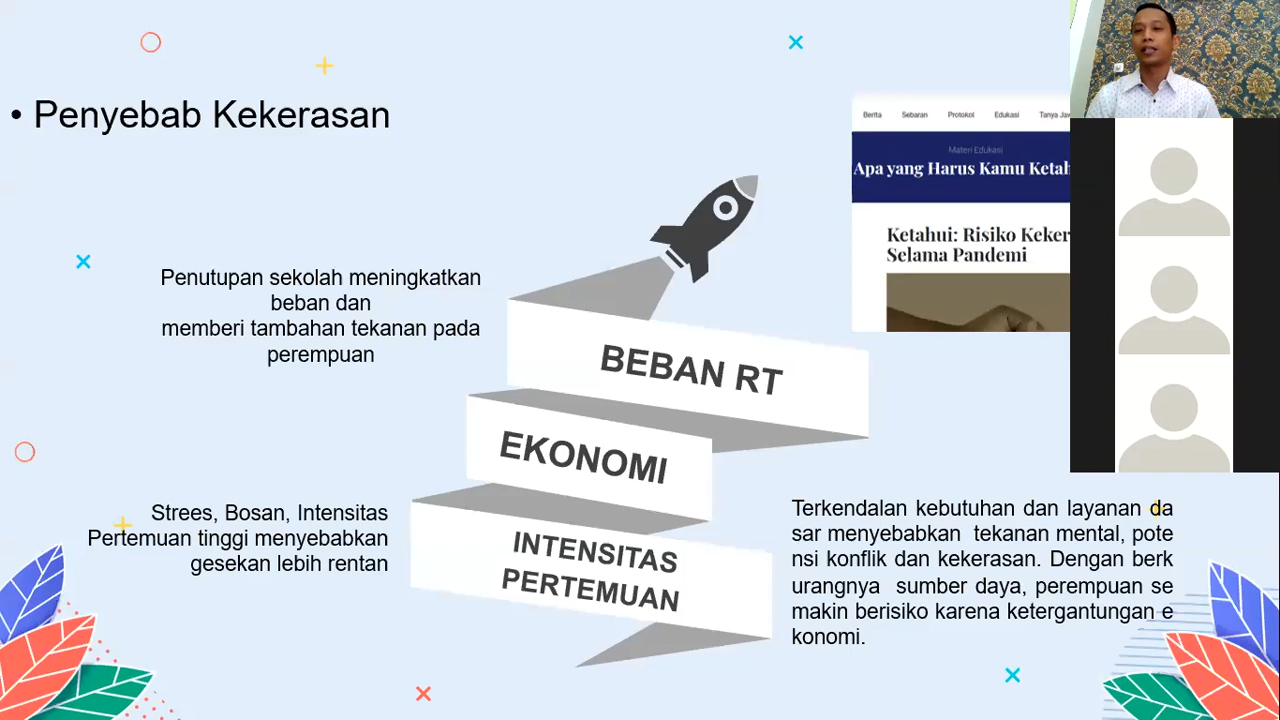 • Penyebab Kekerasan
Berita Sebaran Protokol Edukasi Tanya
Materi Edukasi
Apa yang Harus Kamu
Ketahui: Risiko
Selama Pandemi
Penutupan sekolah meningkatkan
beban dan
memberi tambahan tekanan pada
perempuan
BEBAN RT
EKONOMI
INTENSITAS
PERTEMUAN
Strees, Bosan, Intensitas
Pertemuan tinggi menyebabkan
gesekan lebih rentan
Terkendalan kebutuhan dan layanan da
sar menyebabkan tekanan mental, pote
nsi konflik dan kekerasan. Dengan berk
urangnya sumber daya, perempuan se
makin berisiko karena ketergantungan e
konomi.